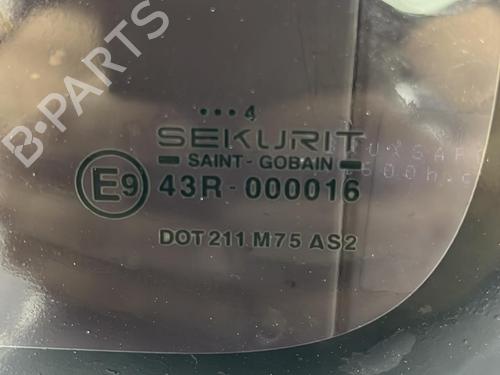 B-PARTS
•••4
SEKURIT
SAINT-GOBAIN
E9 43R-000016
DOT 211 M75 AS2